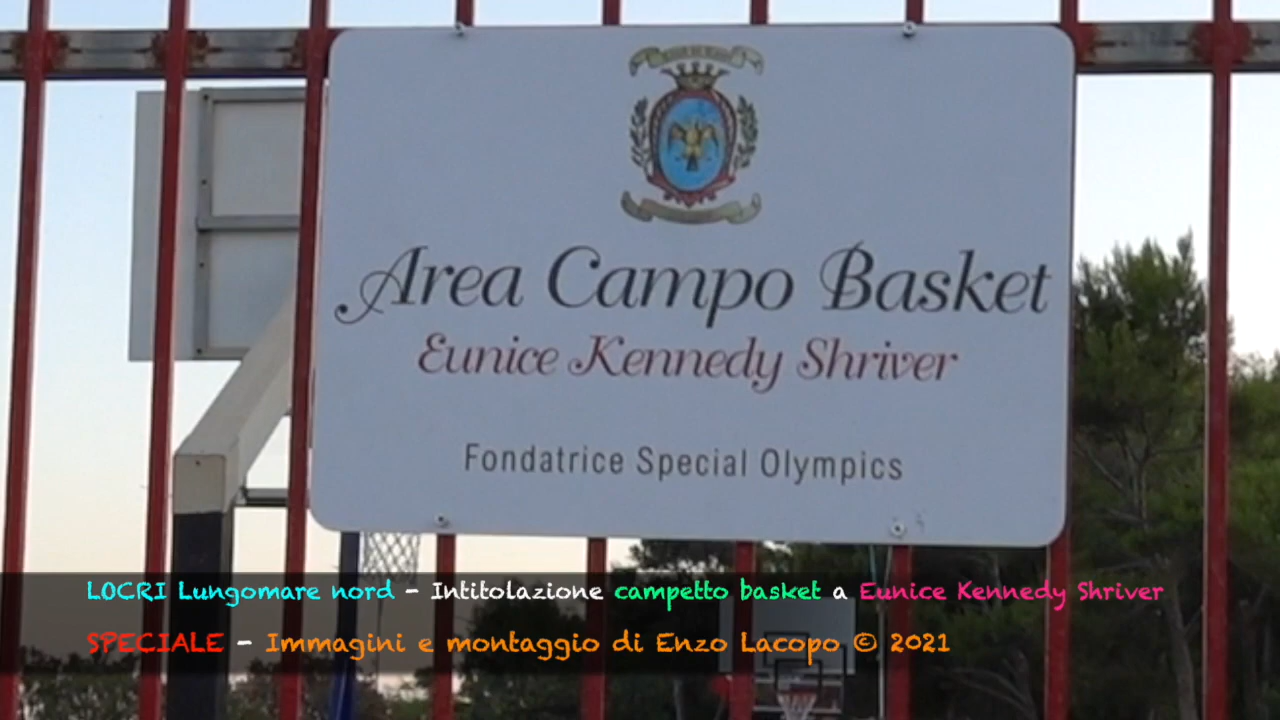 Area Campo Basket
Eunice Kennedy Shriver
Fondatrice Special Olympics
LOCRI Lungomare nord - Intitolazione campetto basket a Eunice Kennedy Shriver
SPECIALE - Immagini e montaggio di Enzo Lacopo © 2021